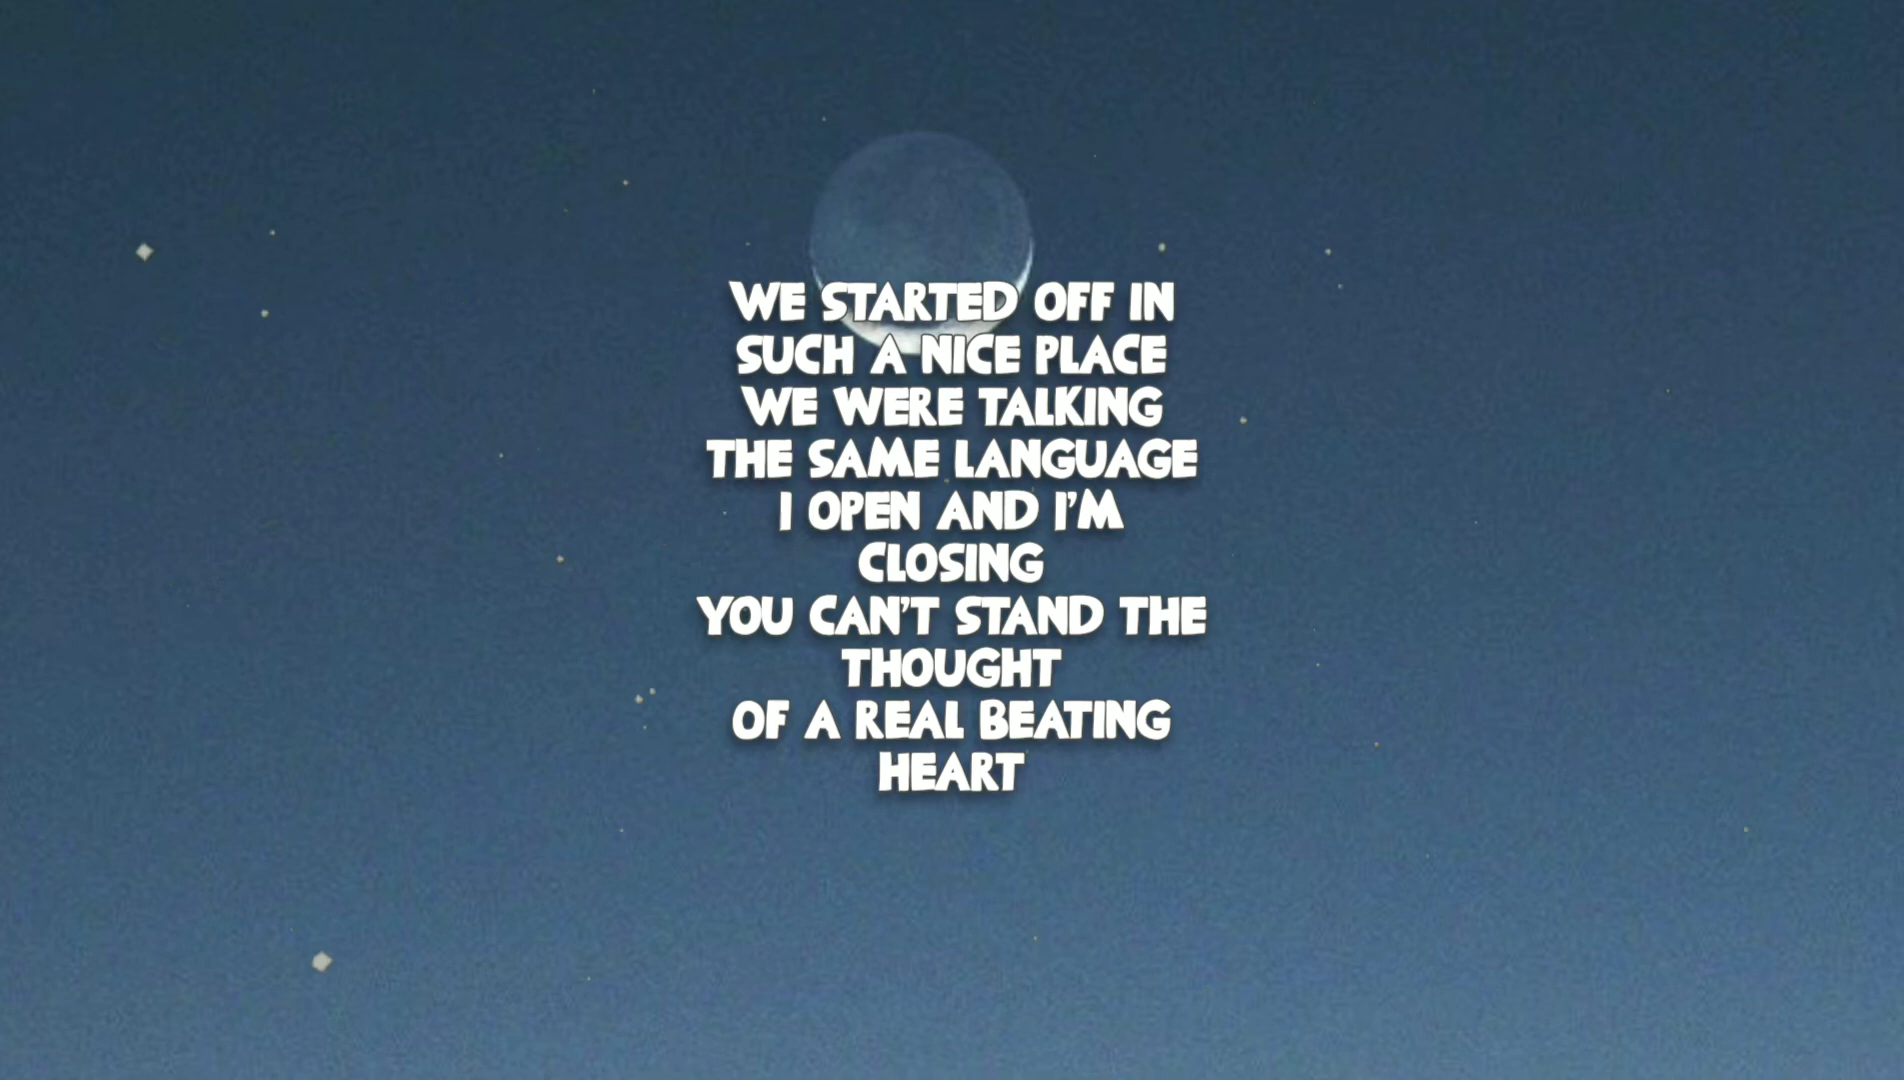 WE STARTED OFF IN
SUCH A NICE PLACE
WE WERE TALKING
THE SAME LANGUAGE
I OPEN AND I'M
CLOSING
YOU CAN'T STAND THE
THOUGHT
OF A REAL BEATING
HEART